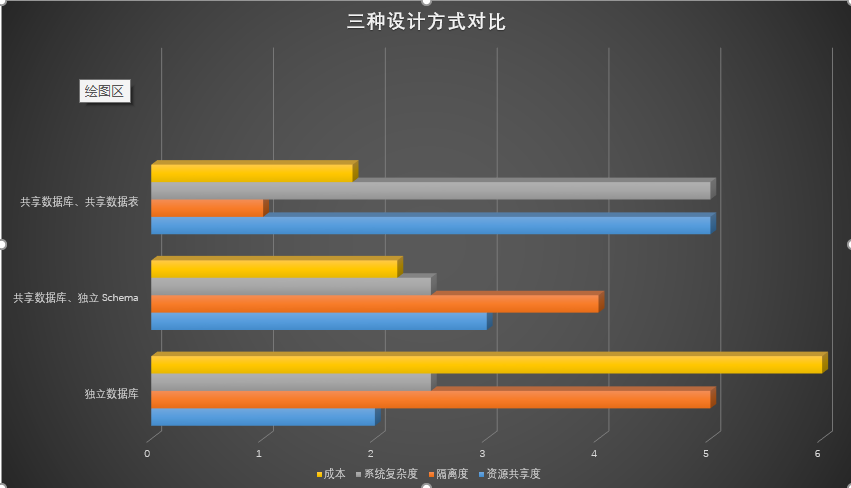 三种设计方式对比
绘图区
共享数据库、共享数据表
共享数据库、独立 Schema
独立数据库
0 1 2 3 4 5 6
成本 系统复杂度 隔离度 资源共享度